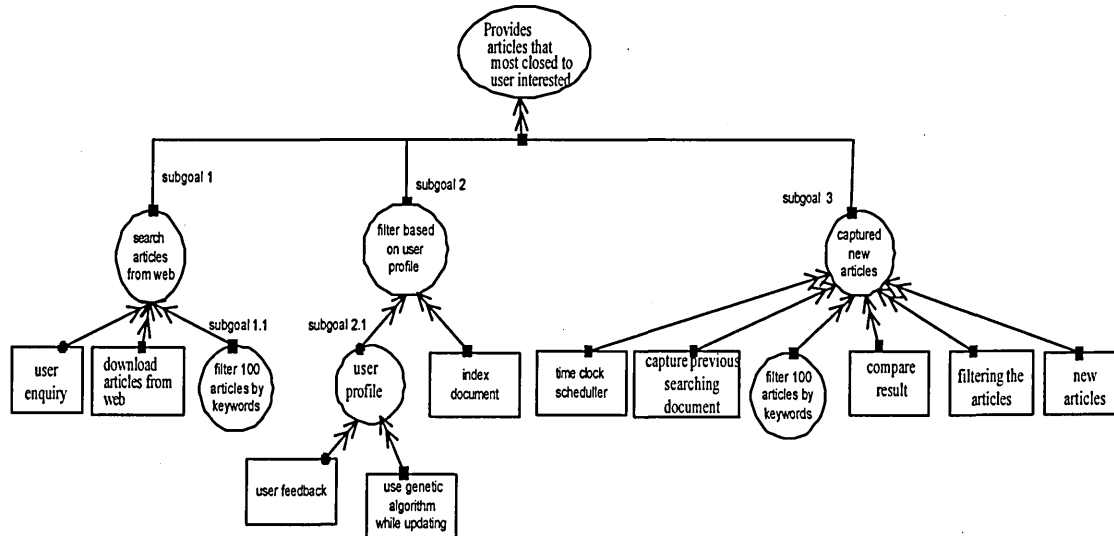 Provides
articles that
most closed to
user interested
subgoal 1
subgoal 2
subgoal 3
search
articles
from web
filter based
on user
profile
captured
new
articles
subgoal 1.1
subgoal 2.1
user
enquiry
download
articles from
web
filter 100
articles by
keywords
user
profile
index
document
time clock
scheduller
capture previous
searching
document
filter 100
articles by
keywords
compare
result
filtering the
articles
new
articles
user feedback
use genetic
algorithm
while updating